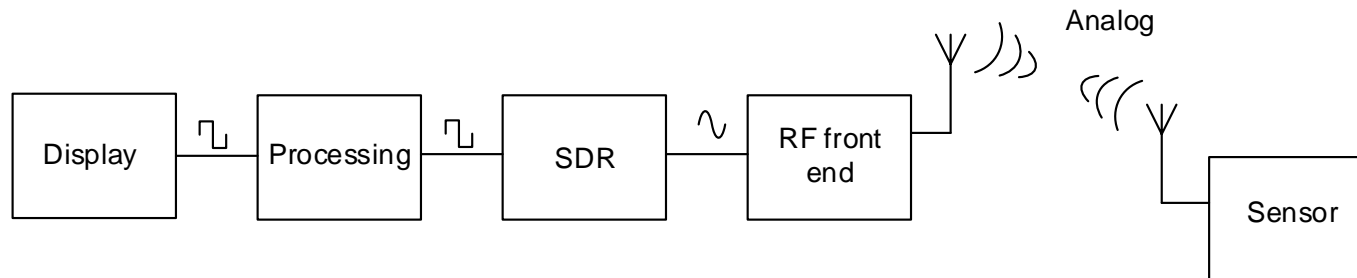 Analog
Display
Processing
SDR
RF front
end
Sensor